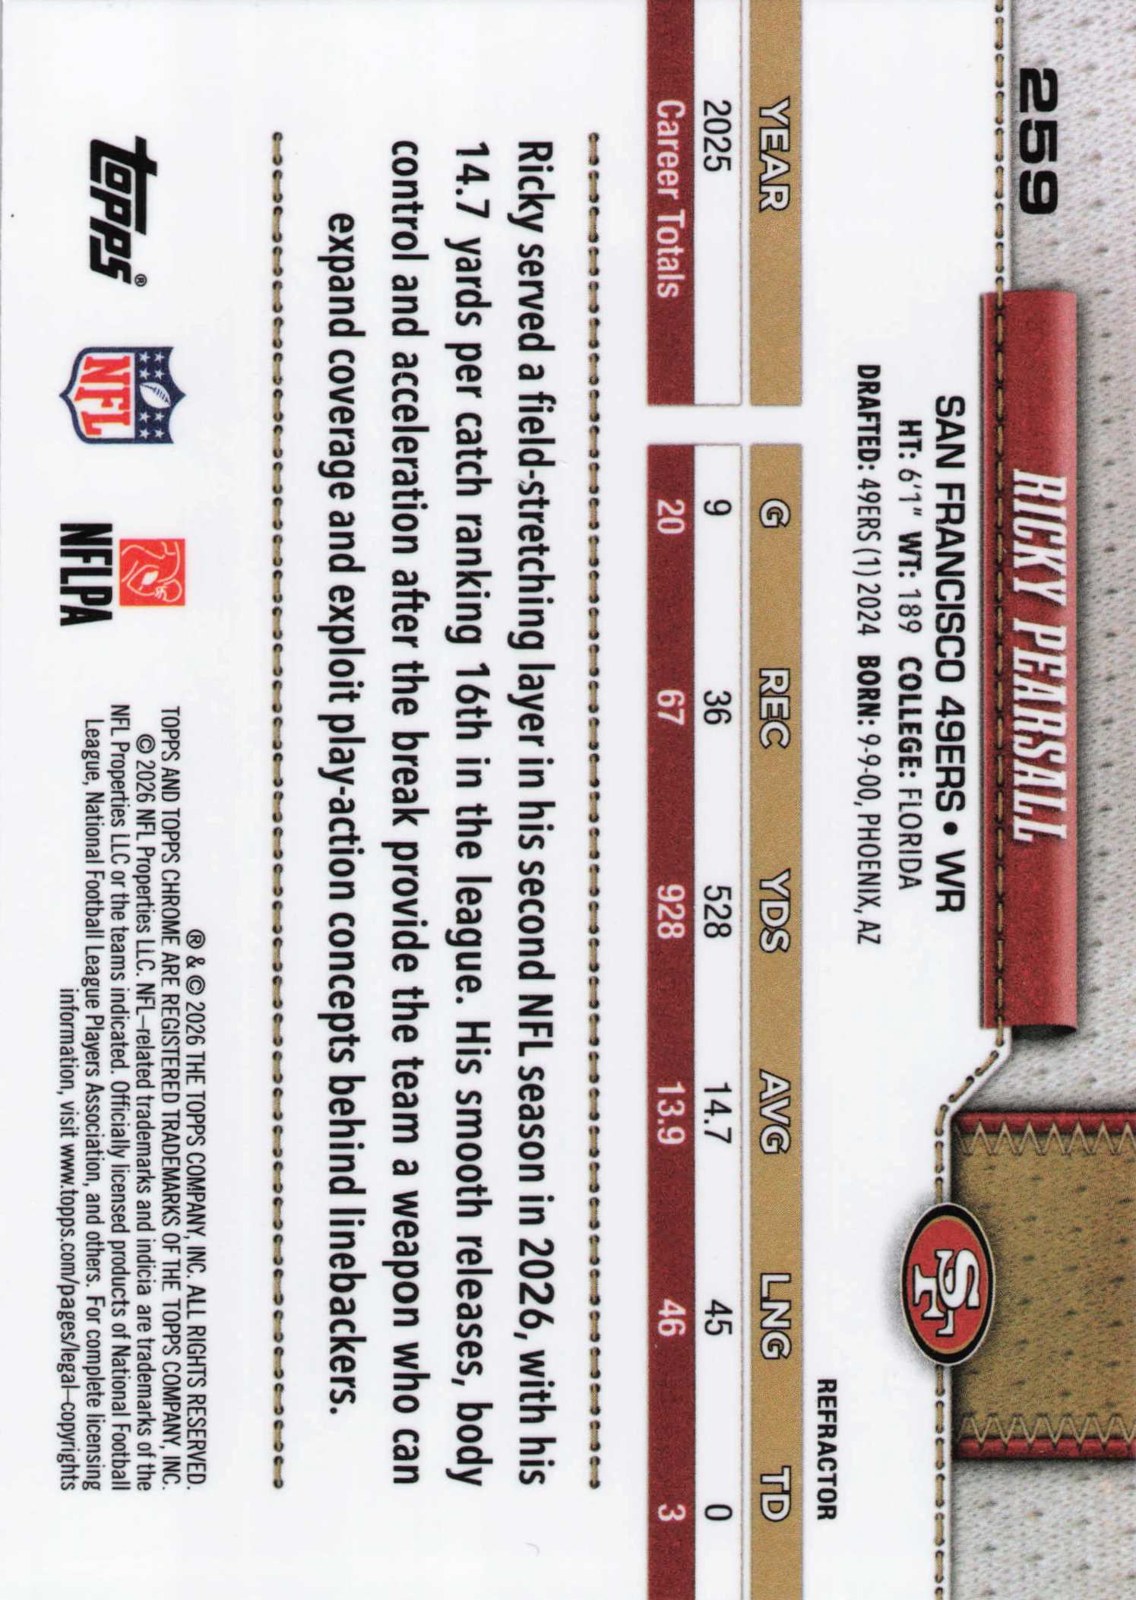 259
RICKY PEARSALL
SAN FRANCISCO 49ERS • WR
HT: 6'1" WT: 189 COLLEGE: FLORIDA
DRAFTED: 49ERS (1) 2024 BORN: 9-9-00, PHOENIX, AZ
SF
REFRACTOR
YEAR G REC YDS AVG LNG TD
2025 9 36 528 14.7 45 0
Career Totals 20 67 928 13.9 46 3
Ricky served a field-stretching layer in his second NFL season in 2026, with his
14.7 yards per catch ranking 16th in the league. His smooth releases, body
control and acceleration after the break provide the team a weapon who can
expand coverage and exploit play-action concepts behind linebackers.
topps®
NFL
NFLPA
® & © 2026 THE TOPPS COMPANY, INC. ALL RIGHTS RESERVED.
TOPPS AND TOPPS CHROME ARE REGISTERED TRADEMARKS OF THE TOPPS COMPANY, INC.
© 2026 NFL Properties LLC. NFL-related trademarks and indicia are trademarks of the
NFL Properties LLC or the teams indicated. Officially licensed products of National Football
League, National Football League Players Association, and others. For complete licensing
information, visit www.topps.com/pages/legal-copyrights